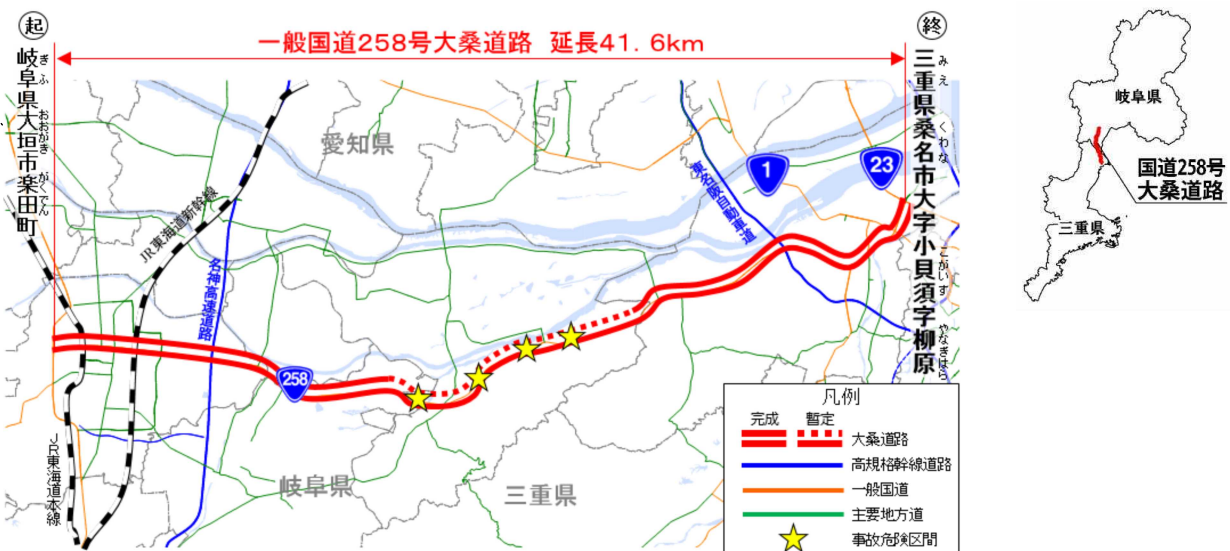 起
終
一般国道258号大桑道路 延長41.6km
岐阜県大垣市楽田町
ぎふ
おおがき
がくでん
三重県桑名市大字小貝須字柳原
みえ
くわな
こがいす
やなぎはら
愛知県
JR東海道新幹線
名神高速道路
東名阪自動車道
1
23
258
JR東海道本線
岐阜県
三重県
凡例
完成 暫定
大桑道路
高規格幹線道路
一般国道
主要地方道
事故危険区間
岐阜県
国道258号
大桑道路
三重県